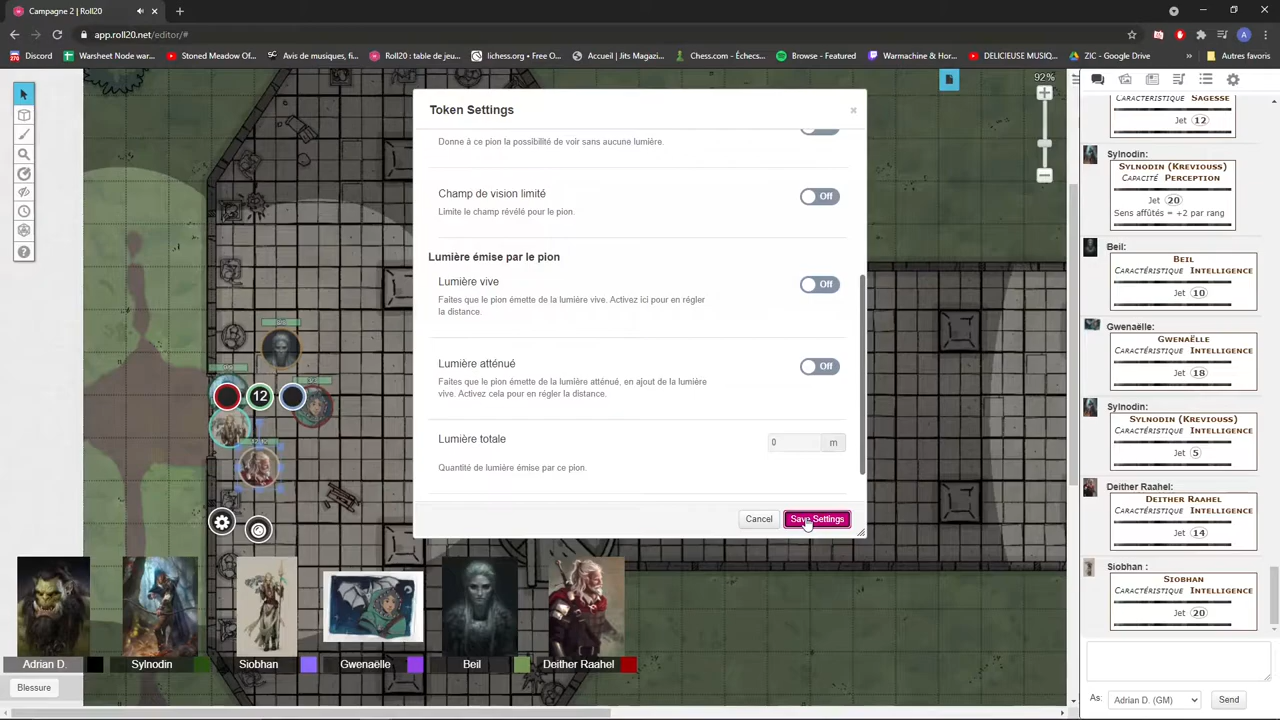 Campagne 2 | Roll20
app.roll20.net/editor/#
Discord
Warsheet Node war...
Stoned Meadow Of...
Avis de musiques, fi...
Roll20 : table de jeu...
lichess.org • Free O...
Accueil | Jits Magazi...
Chess.com - Échecs...
Browse - Featured
Warmachine & Hor...
DELICIEUSE MUSIQ...
ZIC - Google Drive
Autres favoris
92%
Token Settings
Donne à ce pion la possibilité de voir sans aucune lumière.
Champ de vision limité
Off
Limite le champ révélé pour le pion.
Lumière émise par le pion
Lumière vive
Off
Faites que le pion émette de la lumière vive. Activez ici pour en régler
la distance.
Lumière atténué
Off
Faites que le pion émette de la lumière atténué, en ajout de la lumière
vive. Activez cela pour en régler la distance.
Lumière totale
0
m
Quantité de lumière émise par ce pion.
Cancel
Save Settings
12
Adrian D.
Sylnodin
Siobhan
Gwenaëlle
Beil
Deither Raahel
Blessure
Caractéristique Sagesse
Jet 12
Sylnodin:
Sylnodin (Kreviouss)
Capacité Perception
Jet 20
Sens affûtés = +2 par rang
Beil:
Beil
Caractéristique Intelligence
Jet 10
Gwenaëlle:
Gwenaëlle
Caractéristique Intelligence
Jet 18
Sylnodin:
Sylnodin (Kreviouss)
Caractéristique Intelligence
Jet 5
Deither Raahel:
Deither Raahel
Caractéristique Intelligence
Jet 14
Siobhan :
Siobhan
Caractéristique Intelligence
Jet 20
As:
Adrian D. (GM)
Send